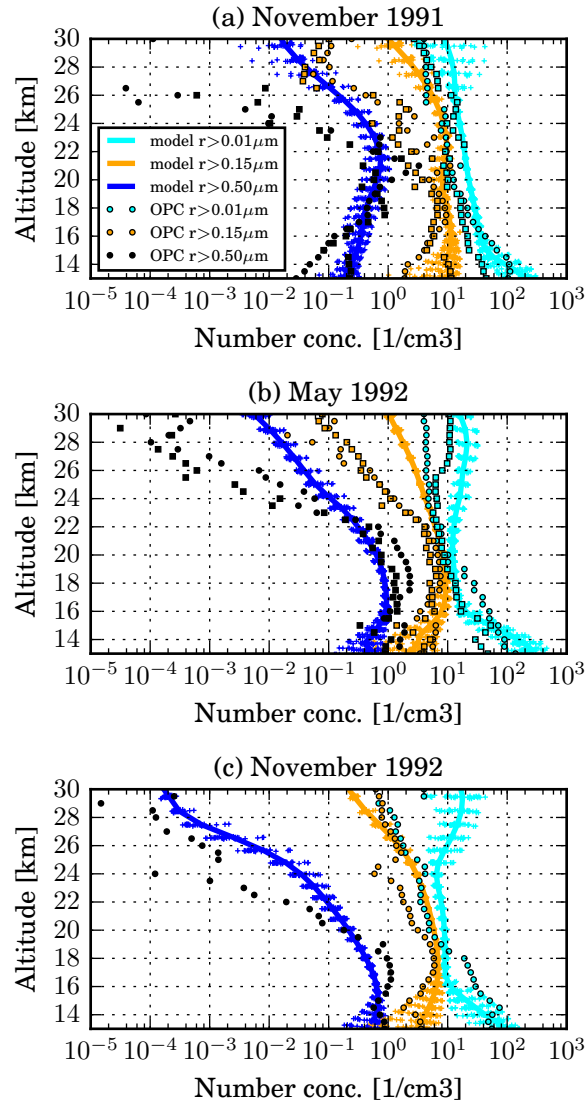 (a) November 1991
Altitude [km]
30
28
26
24
22
20
18
16
14
model r>0.01μm
model r>0.15μm
model r>0.50μm
OPC r>0.01μm
OPC r>0.15μm
OPC r>0.50μm
10⁻⁵ 10⁻⁴ 10⁻³ 10⁻² 10⁻¹ 10⁰ 10¹ 10² 10³
Number conc. [1/cm3]
(b) May 1992
Altitude [km]
30
28
26
24
22
20
18
16
14
10⁻⁵ 10⁻⁴ 10⁻³ 10⁻² 10⁻¹ 10⁰ 10¹ 10² 10³
Number conc. [1/cm3]
(c) November 1992
Altitude [km]
30
28
26
24
22
20
18
16
14
10⁻⁵ 10⁻⁴ 10⁻³ 10⁻² 10⁻¹ 10⁰ 10¹ 10² 10³
Number conc. [1/cm3]